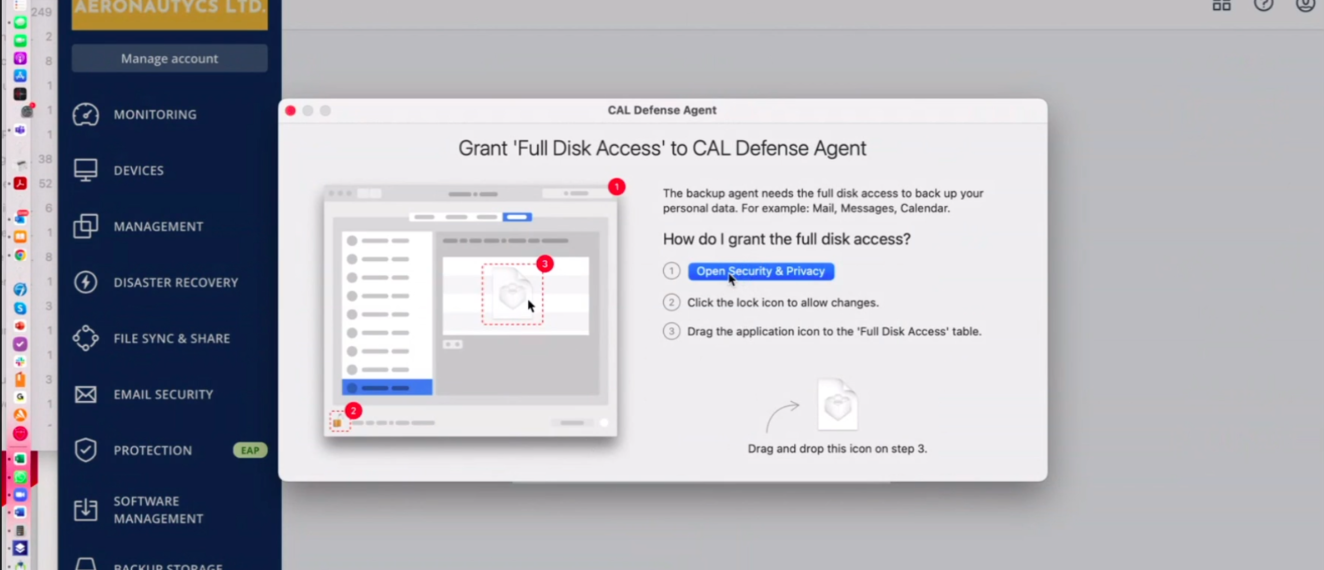 249
2
8
1
1
1
38
52
6
1
8
1
3
1
1
3
1
AERONAUTYCS LTD.
Manage account
MONITORING
DEVICES
MANAGEMENT
DISASTER RECOVERY
FILE SYNC & SHARE
EMAIL SECURITY
PROTECTION EAP
SOFTWARE
MANAGEMENT
BACKUP STORAGE
CAL Defense Agent
Grant 'Full Disk Access' to CAL Defense Agent
1
3
2
The backup agent needs the full disk access to back up your
personal data. For example: Mail, Messages, Calendar.
How do I grant the full disk access?
1 Open Security & Privacy
2 Click the lock icon to allow changes.
3 Drag the application icon to the 'Full Disk Access' table.
Drag and drop this icon on step 3.